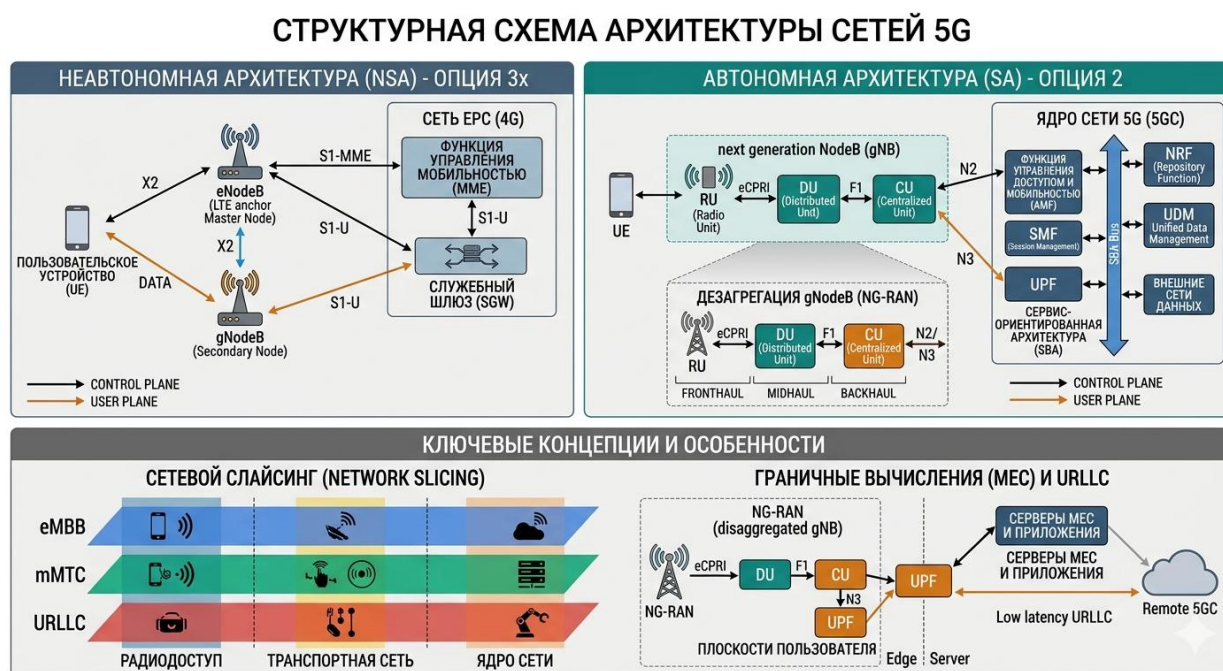 СТРУКТУРНАЯ СХЕМА АРХИТЕКТУРЫ СЕТЕЙ 5G
НЕАВТОНОМНАЯ АРХИТЕКТУРА (NSA) - ОПЦИЯ 3x
СЕТЬ EPC (4G)
ФУНКЦИЯ
УПРАВЛЕНИЯ
МОБИЛЬНОСТЬЮ
(MME)
S1-MME
X2
eNodeB
(LTE anchor
Master Node)
S1-U
S1-U
X2
ПОЛЬЗОВАТЕЛЬСКОЕ
УСТРОЙСТВО
(UE)
DATA
S1-U
СЛУЖЕБНЫЙ
ШЛЮЗ (SGW)
gNodeB
(Secondary Node)
CONTROL PLANE
USER PLANE
АВТОНОМНАЯ АРХИТЕКТУРА (SA) - ОПЦИЯ 2
next generation NodeB (gNB)
UE
RU
(Radio
Unit)
eCPRI
DU
(Distributed
Und)
F1
CU
(Centralized
Unit)
N2
N3
ЯДРО СЕТИ 5G (5GC)
ФУНКЦИЯ
УПРАВЛЕНИЯ
ДОСТУПОМ И
МОБИЛЬНОСТЬЮ
(AMF)
SMF
(Session Management)
UPF
СЕРВИС-
ОРИЕНТИРОВАННАЯ
АРХИТЕКТУРА
(SBA)
SBA Bus
NRF
(Repository
Function)
UDM
Unified Data
Management
ВНЕШНИЕ
СЕТИ
ДАННЫХ
ДЕЗАГРЕГАЦИЯ gNodeB (NG-RAN)
RU
eCPRI
DU
(Distributed
Unit)
F1
CU
(Centralized
Unit)
N2/
N3
FRONTHAUL
MIDHAUL
BACKHAUL
CONTROL PLANE
USER PLANE
КЛЮЧЕВЫЕ КОНЦЕПЦИИ И ОСОБЕННОСТИ
СЕТЕВОЙ СЛАЙСИНГ (NETWORK SLICING)
eMBB
mMTC
URLLC
РАДИОДОСТУП
ТРАНСПОРТНАЯ СЕТЬ
ЯДРО СЕТИ
ГРАНИЧНЫЕ ВЫЧИСЛЕНИЯ (MEC) И URLLC
NG-RAN
(disaggregated gNB)
NG-RAN
eCPRI
DU
F1
CU
N3
UPF
ПЛОСКОСТИ ПОЛЬЗОВАТЕЛЯ
UPF
Edge
Server
СЕРВЕРЫ MEC
И ПРИЛОЖЕНИЯ
СЕРВЕРЫ MEC
И ПРИЛОЖЕНИЯ
Low latency URLLC
Remote 5GC